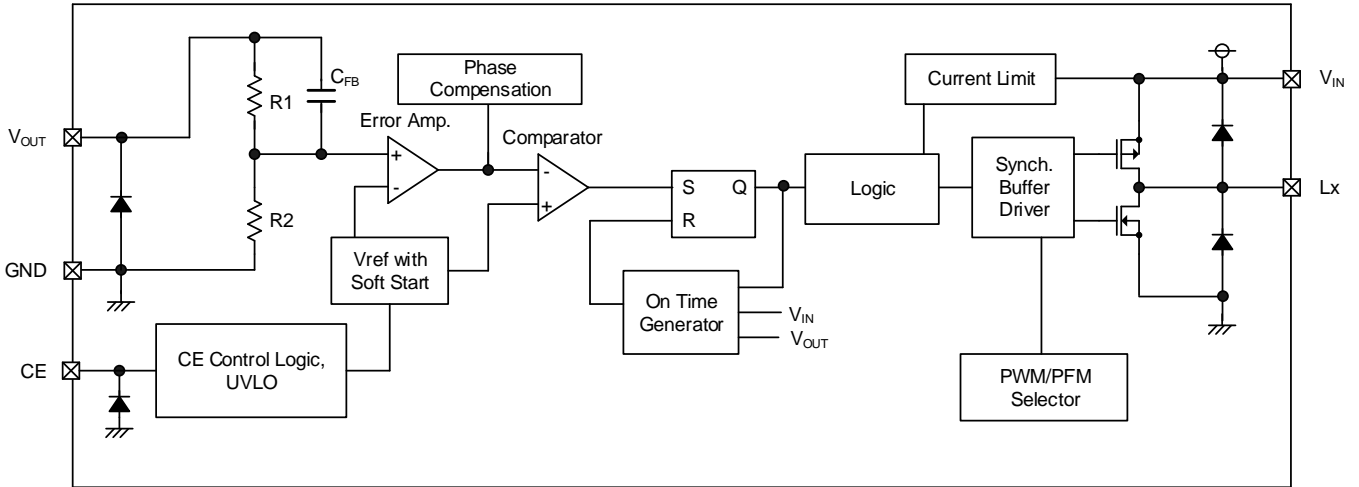 C_FB
Phase
Compensation
Current Limit
V_IN
R1
Error Amp.
V_OUT
Comparator
+
-
-
+
S Q
R
Logic
Synch.
Buffer
Driver
Lx
R2
GND
Vref with
Soft Start
On Time
Generator
V_IN
V_OUT
CE
CE Control Logic,
UVLO
PWM/PFM
Selector